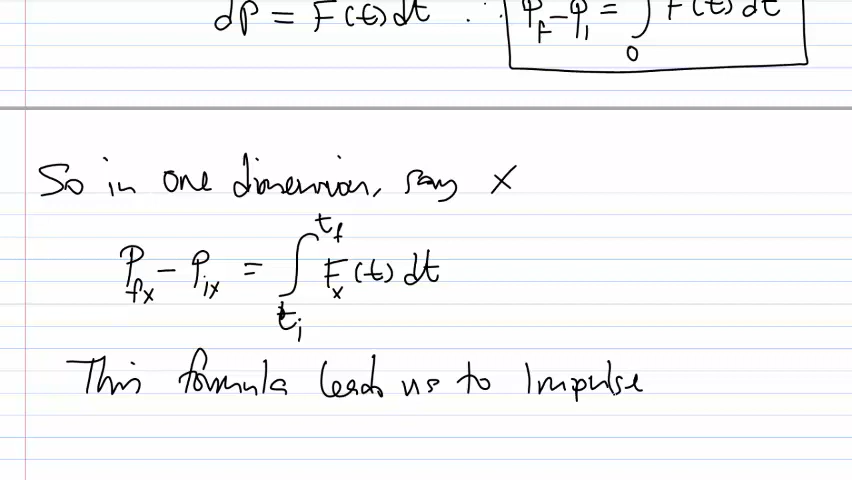 dP = F(t) dt ∴ P_F - P_i = ∫_0 F(t) dt
So in one dimension, say x
P_fx - P_ix = ∫_{t_i}^{t_f} F_x(t) dt
This formula leads us to Impulse